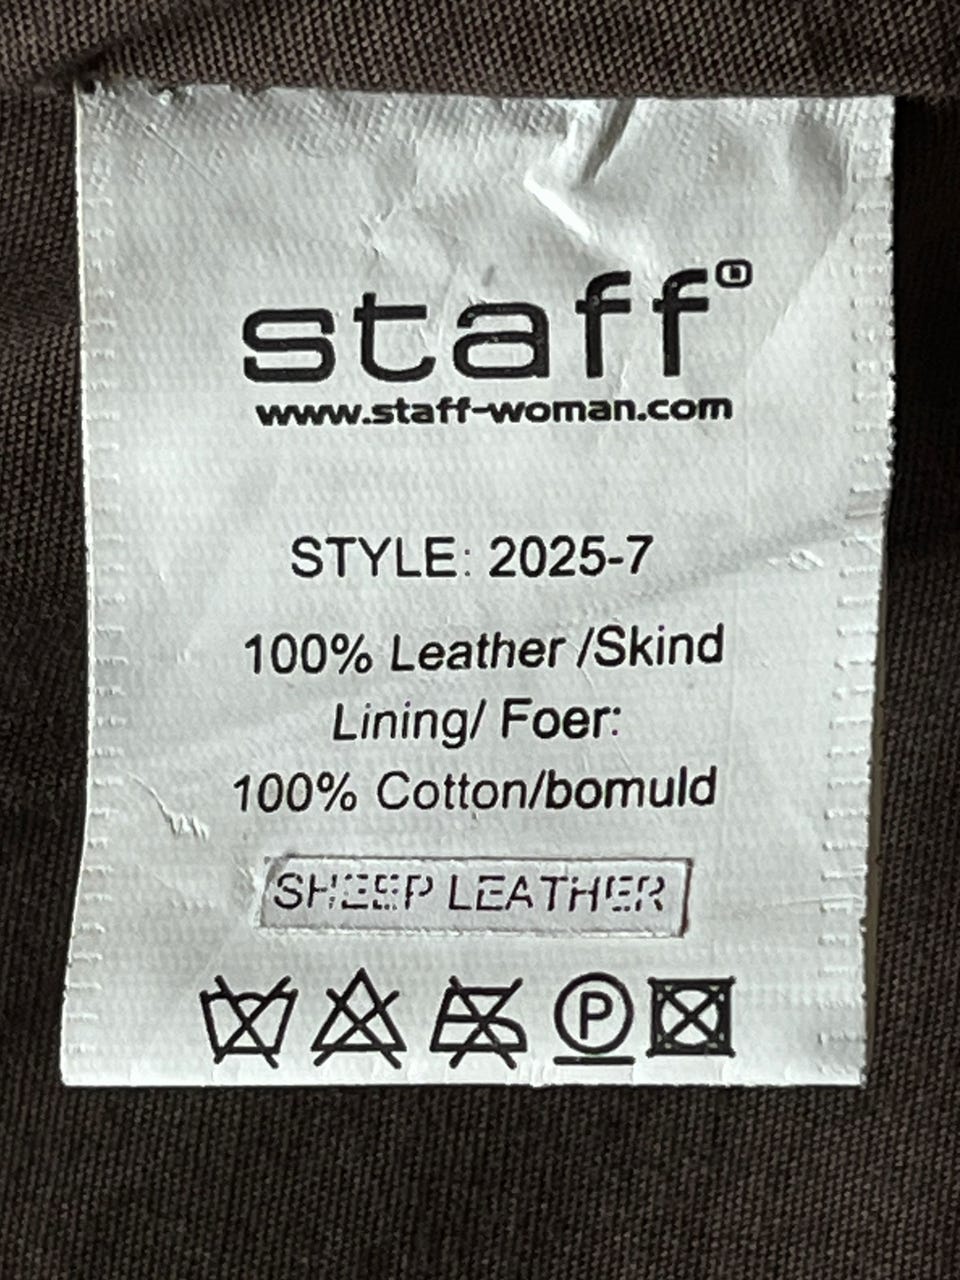 staff®
www.staff-woman.com
STYLE: 2025-7
100% Leather /Skind
Lining/ Foer:
100% Cotton/bomuld
SHEEP LEATHER
P